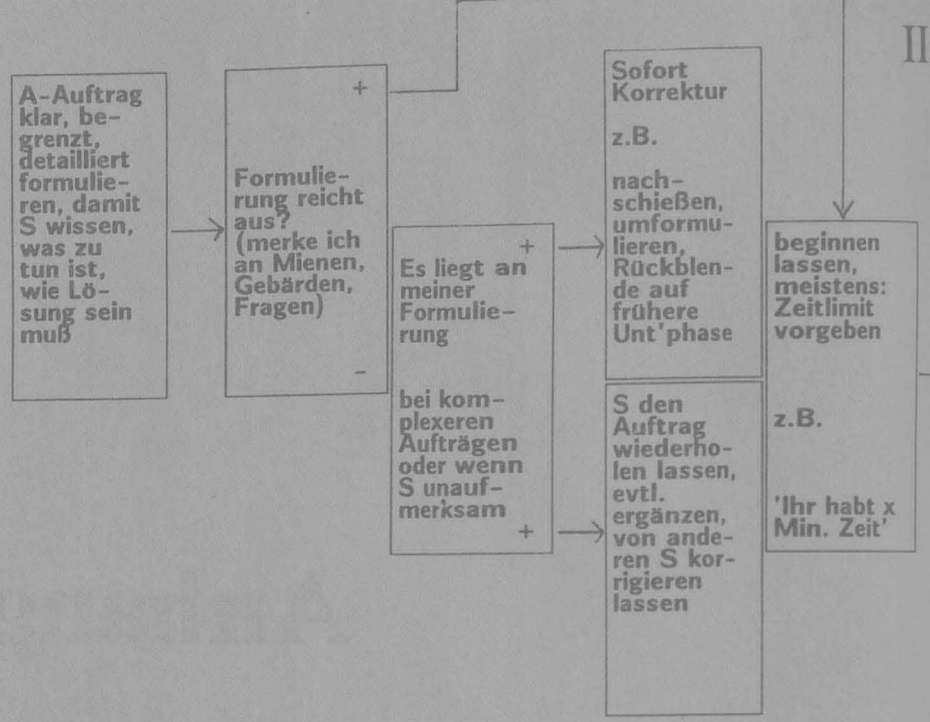 II
A-Auftrag
klar, be-
grenzt,
detailliert
formulie-
ren, damit
S wissen,
was zu
tun ist,
wie Lö-
sung sein
muß
+
Formulie-
rung reicht
aus?
(merke ich
an Mienen,
Gebärden,
Fragen)
-
+
Es liegt an
meiner
Formulie-
rung
bei kom-
plexeren
Aufträgen
oder wenn
S unauf-
merksam
+
Sofort
Korrektur
z.B.
nach-
schießen,
umformu-
lieren,
Rückblen-
de auf
frühere
Unt'phase
S den
Auftrag
wiederho-
len lassen,
evtl.
ergänzen,
von ande-
ren S kor-
rigieren
lassen
beginnen
lassen,
meistens:
Zeitlimit
vorgeben
z.B.
'Ihr habt x
Min. Zeit'